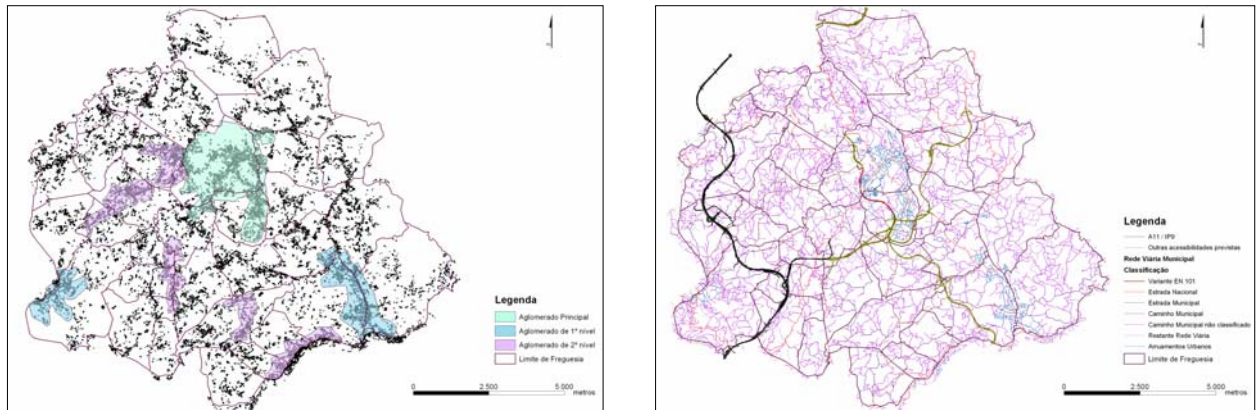 Legenda
Aglomerado Principal
Aglomerado de 1º nível
Aglomerado de 2º nível
Limite de Freguesia
0 2.500 5.000
metros
Legenda
A11 / IP9
Outras acessibilidades previstas
Rede Viária Municipal
Classificação
Variante EN 101
Estrada Nacional
Estrada Municipal
Caminho Municipal
Caminho Municipal não classificado
Restante Rede Viária
Arruamentos Urbanos
Limite de Freguesia
0 2.500 5.000
metros